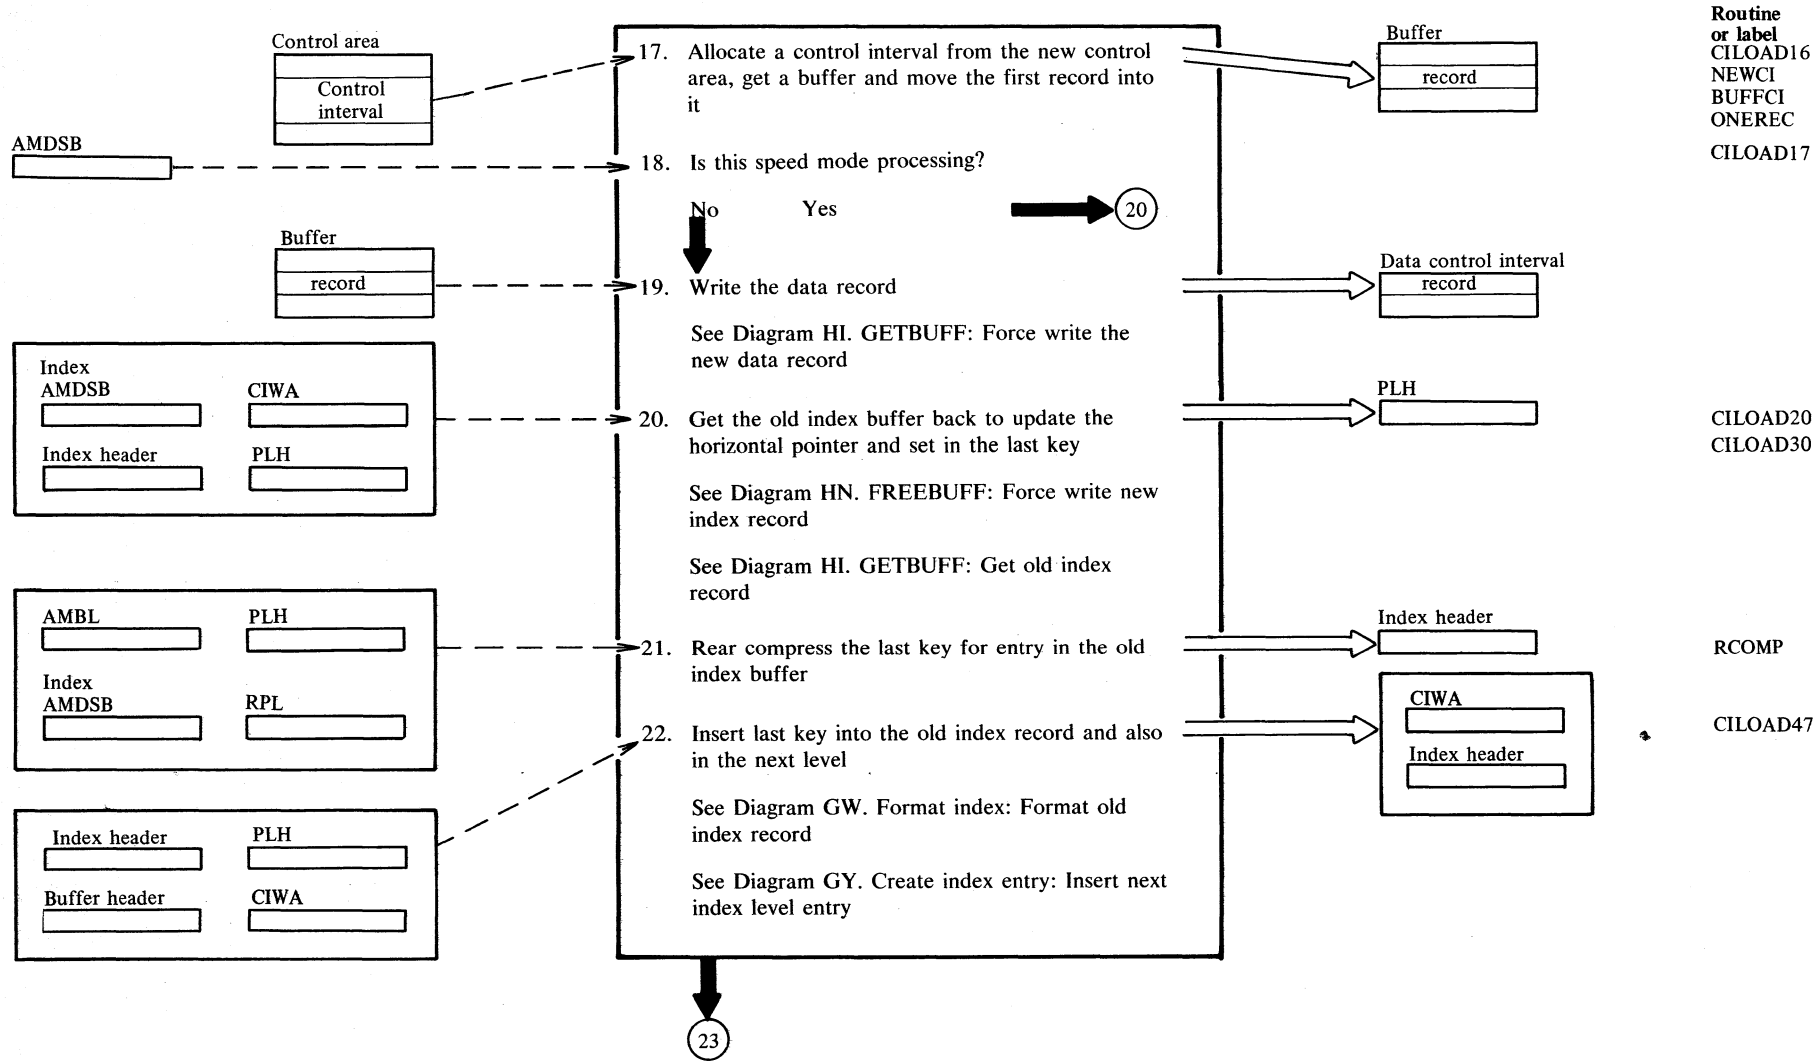 Routine
or label
Control area
Control
interval
17. Allocate a control interval from the new control
area, get a buffer and move the first record into
it
Buffer
record
CILOAD16
NEWCI
BUFFCI
ONEREC
AMDSB
18. Is this speed mode processing?
CILOAD17
No Yes
20
Buffer
record
19. Write the data record
Data control interval
record
See Diagram HI. GETBUFF: Force write the
new data record
Index
AMDSB CIWA
Index header PLH
20. Get the old index buffer back to update the
horizontal pointer and set in the last key
PLH
CILOAD20
CILOAD30
See Diagram HN. FREEBUFF: Force write new
index record
See Diagram HI. GETBUFF: Get old index
record
AMBL PLH
Index
AMDSB RPL
21. Rear compress the last key for entry in the old
index buffer
Index header
RCOMP
22. Insert last key into the old index record and also
in the next level
CIWA
Index header
CILOAD47
See Diagram GW. Format index: Format old
index record
Index header PLH
Buffer header CIWA
See Diagram GY. Create index entry: Insert next
index level entry
23